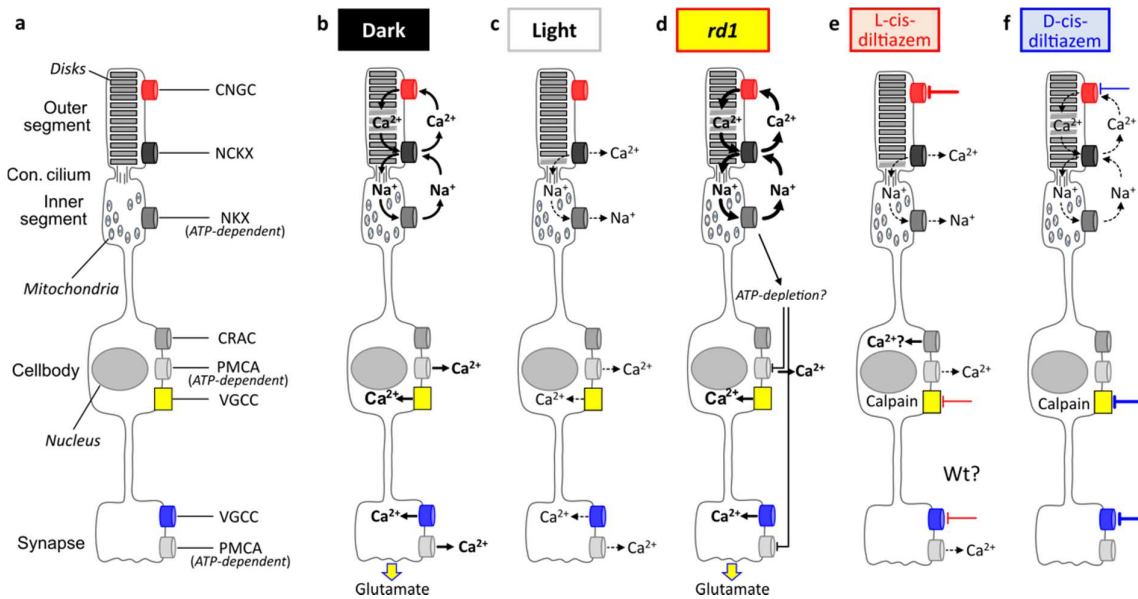 a
b
Dark
c
Light
d
rd1
e
L-cis-
diltiazem
f
D-cis-
diltiazem
Disks
Outer
segment
Con. cilium
Inner
segment
Mitochondria
Cellbody
Nucleus
Synapse
CNGC
NCKX
NKX
(ATP-dependent)
CRAC
PMCA
(ATP-dependent)
VGCC
VGCC
PMCA
(ATP-dependent)
Ca²⁺
Ca²⁺
Na⁺
Na⁺
Ca²⁺
Ca²⁺
Ca²⁺
Ca²⁺
Glutamate
Ca²⁺
Na⁺
Na⁺
Ca²⁺
Ca²⁺
Ca²⁺
Ca²⁺
Ca²⁺
Ca²⁺
Na⁺
Na⁺
ATP-depletion?
Ca²⁺
Ca²⁺
Ca²⁺
Glutamate
Ca²⁺
Na⁺
Na⁺
Ca²⁺?
Ca²⁺
Calpain
Wt?
Ca²⁺
Ca²⁺
Ca²⁺
Na⁺
Na⁺
Calpain